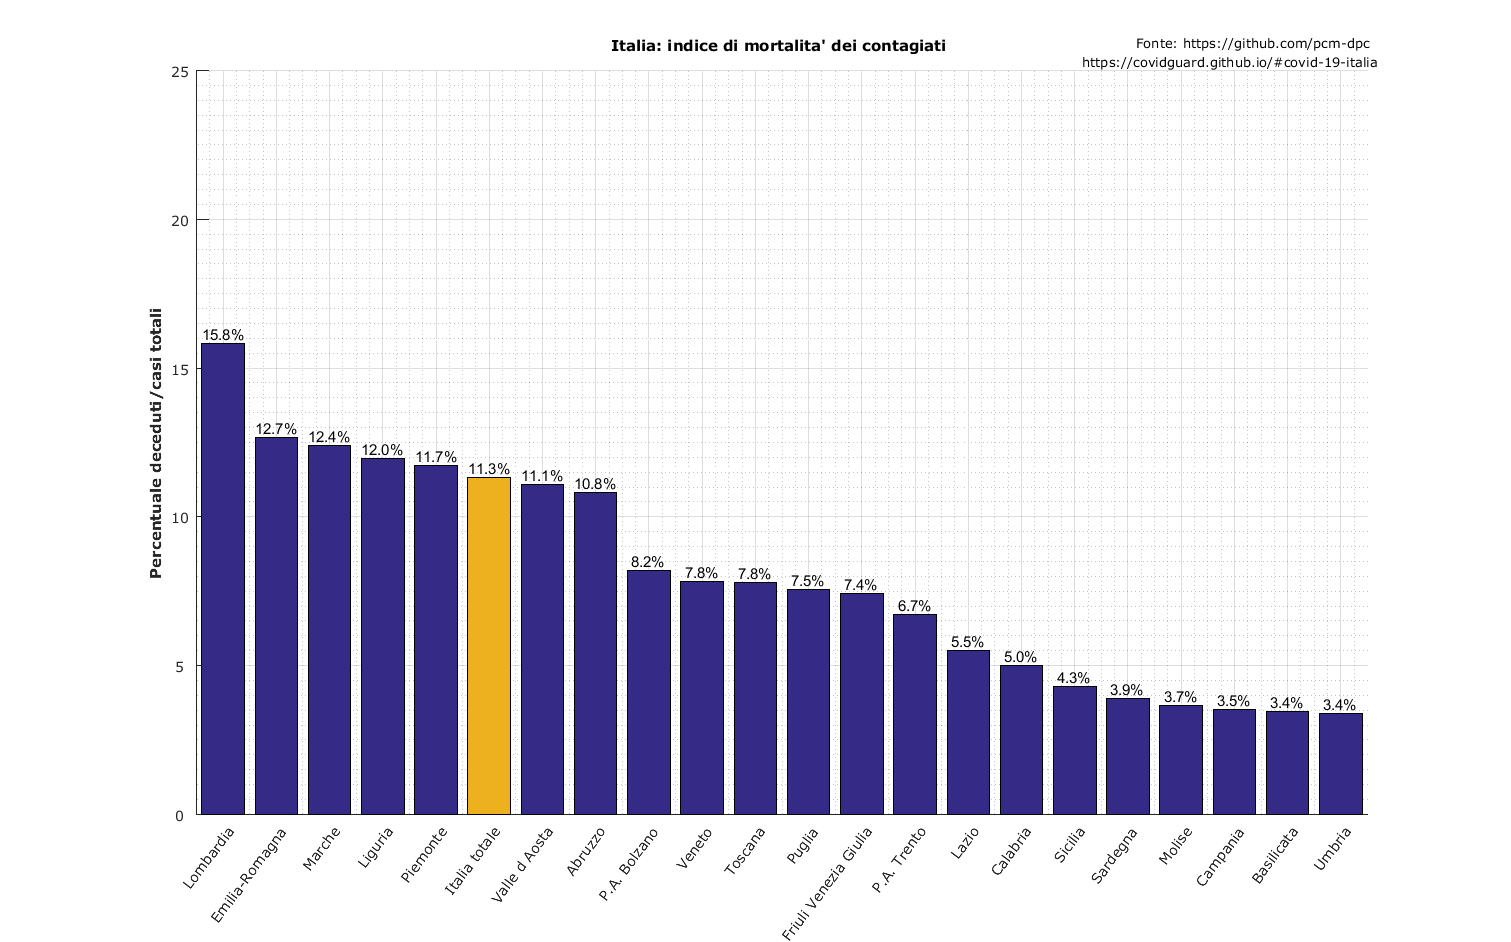 Italia: indice di mortalita' dei contagiati
Fonte: https://github.com/pcm-dpc
https://covidguard.github.io/#covid-19-italia
Percentuale deceduti/casi totali
25
20
15
10
5
0
15.8%
12.7%
12.4%
12.0%
11.7%
11.3%
11.1%
10.8%
8.2%
7.8%
7.8%
7.5%
7.4%
6.7%
5.5%
5.0%
4.3%
3.9%
3.7%
3.5%
3.4%
3.4%
Lombardia
Emilia-Romagna
Marche
Liguria
Piemonte
Italia totale
Valle d Aosta
Abruzzo
P.A. Bolzano
Veneto
Toscana
Puglia
Friuli Venezia Giulia
P.A. Trento
Lazio
Calabria
Sicilia
Sardegna
Molise
Campania
Basilicata
Umbria